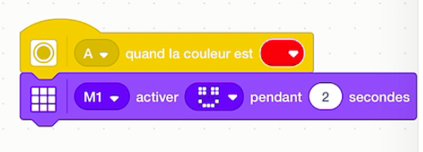 A quand la couleur est
M1 activer pendant 2 secondes